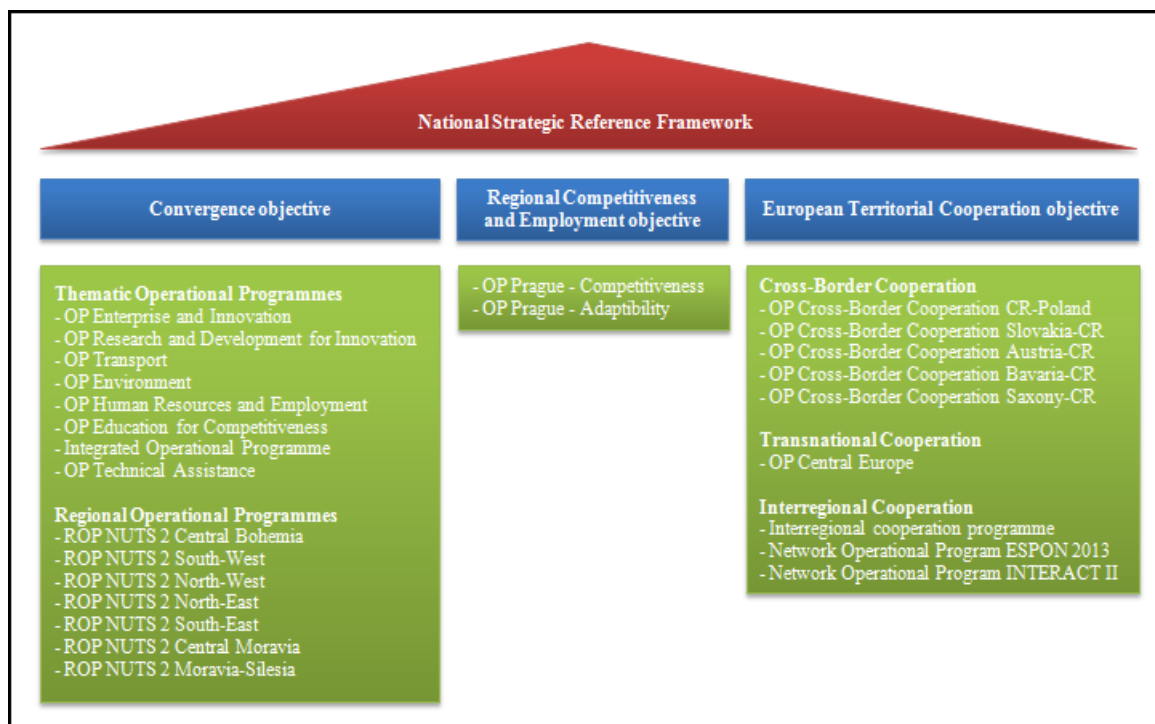 National Strategic Reference Framework
Convergence objective
Regional Competitiveness
and Employment objective
European Territorial Cooperation objective
Thematic Operational Programmes
- OP Enterprise and Innovation
- OP Research and Development for Innovation
- OP Transport
- OP Environment
- OP Human Resources and Employment
- OP Education for Competitiveness
- Integrated Operational Programme
- OP Technical Assistance
Regional Operational Programmes
- ROP NUTS 2 Central Bohemia
- ROP NUTS 2 South-West
- ROP NUTS 2 North-West
- ROP NUTS 2 North-East
- ROP NUTS 2 South-East
- ROP NUTS 2 Central Moravia
- ROP NUTS 2 Moravia-Silesia
- OP Prague - Competitiveness
- OP Prague - Adaptibility
Cross-Border Cooperation
- OP Cross-Border Cooperation CR-Poland
- OP Cross-Border Cooperation Slovakia-CR
- OP Cross-Border Cooperation Austria-CR
- OP Cross-Border Cooperation Bavaria-CR
- OP Cross-Border Cooperation Saxony-CR
Transnational Cooperation
- OP Central Europe
Interregional Cooperation
- Interregional cooperation programme
- Network Operational Program ESPON 2013
- Network Operational Program INTERACT II